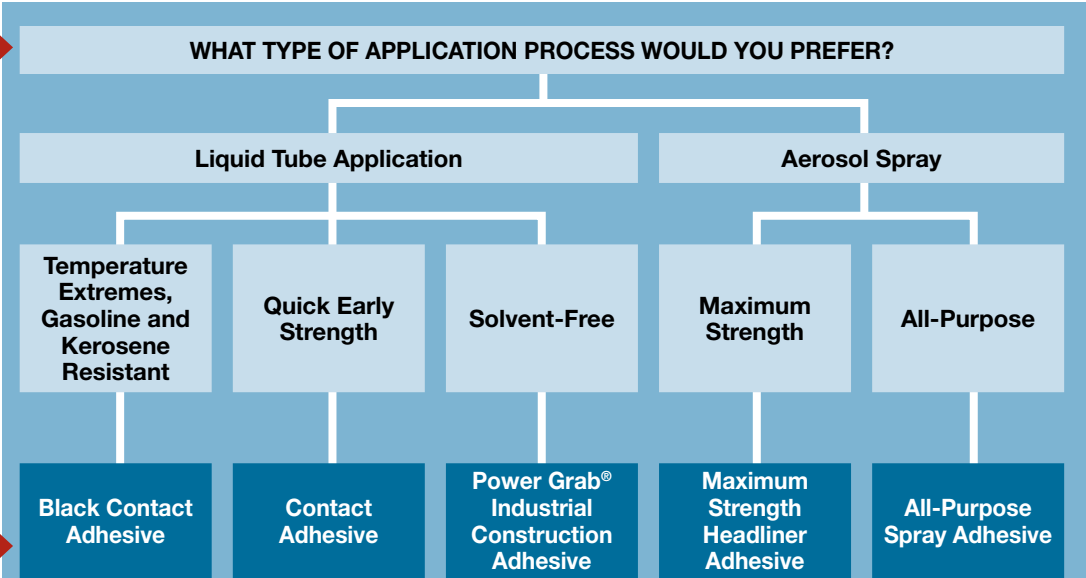 WHAT TYPE OF APPLICATION PROCESS WOULD YOU PREFER?
Liquid Tube Application
Aerosol Spray
Temperature
Extremes,
Gasoline and
Kerosene
Resistant
Quick Early
Strength
Solvent-Free
Maximum
Strength
All-Purpose
Black Contact
Adhesive
Contact
Adhesive
Power Grab®
Industrial
Construction
Adhesive
Maximum
Strength
Headliner
Adhesive
All-Purpose
Spray Adhesive